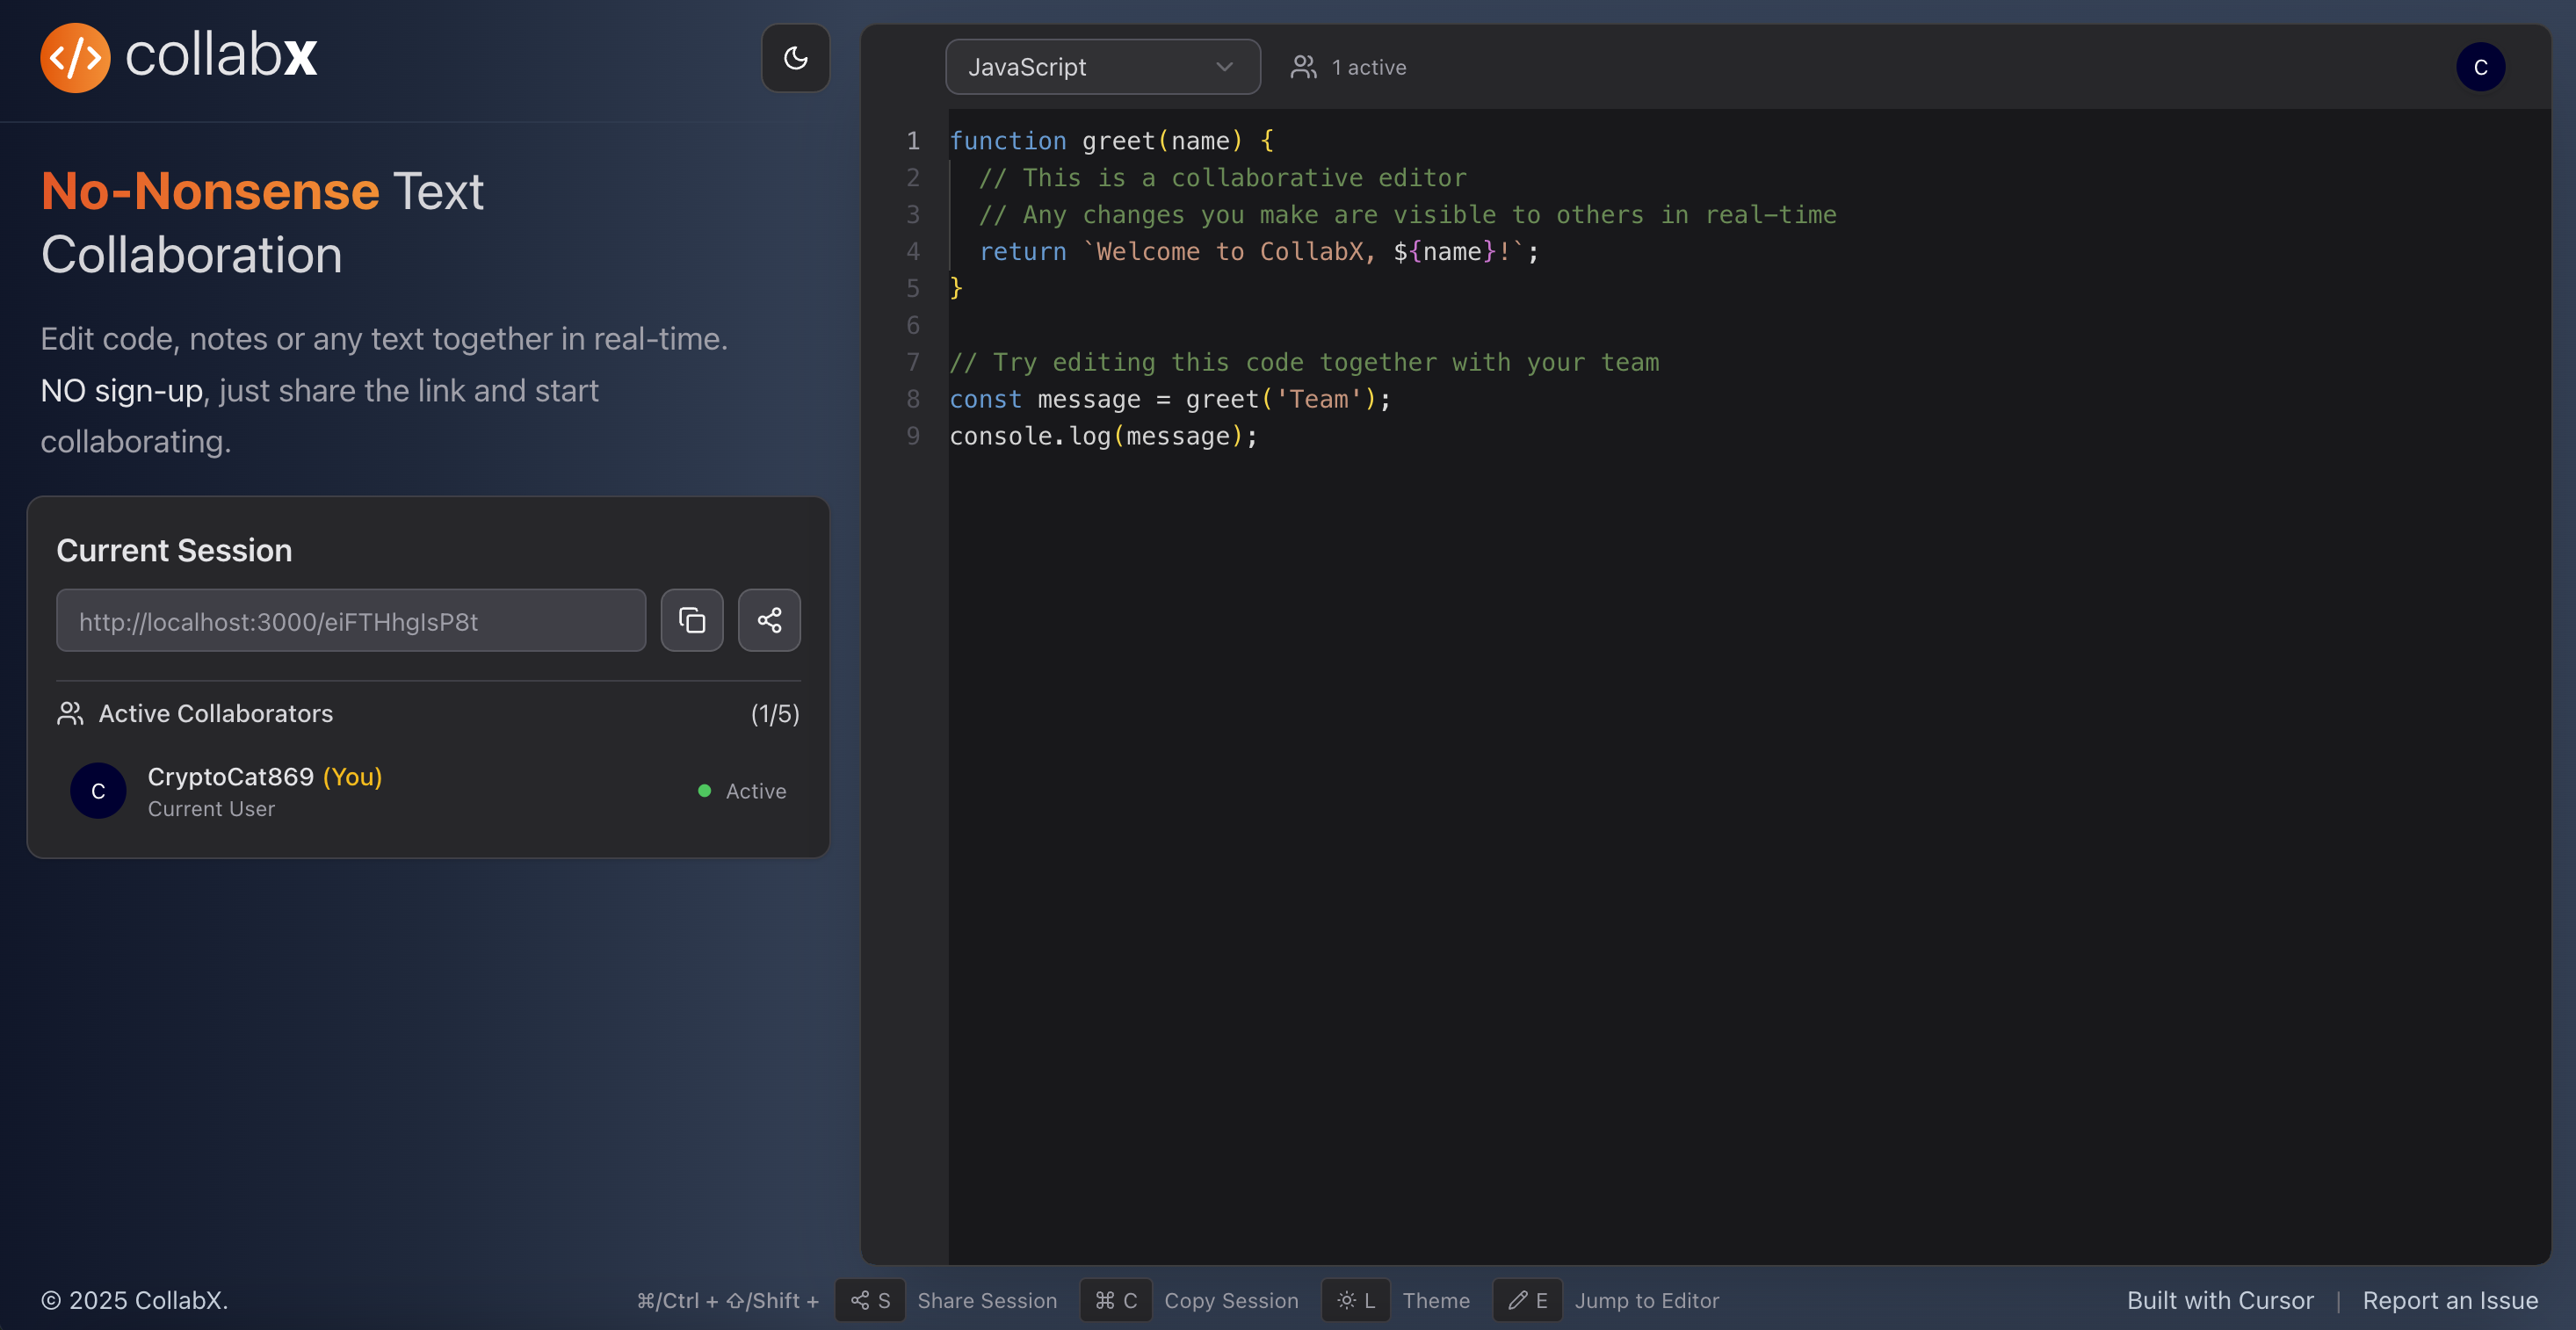 </> collabx
No-Nonsense Text
Collaboration
Edit code, notes or any text together in real-time.
NO sign-up, just share the link and start
collaborating.
Current Session
http://localhost:3000/eiFTHhgIsP8t
Active Collaborators (1/5)
C CryptoCat869 (You) Active
Current User
JavaScript 1 active C
1 function greet(name) {
2   // This is a collaborative editor
3   // Any changes you make are visible to others in real-time
4   return `Welcome to CollabX, ${name}!`;
5 }
6
7 // Try editing this code together with your team
8 const message = greet('Team');
9 console.log(message);
© 2025 CollabX. ⌘/Ctrl + ⇧/Shift + S Share Session ⌘ C Copy Session L Theme E Jump to Editor Built with Cursor | Report an Issue